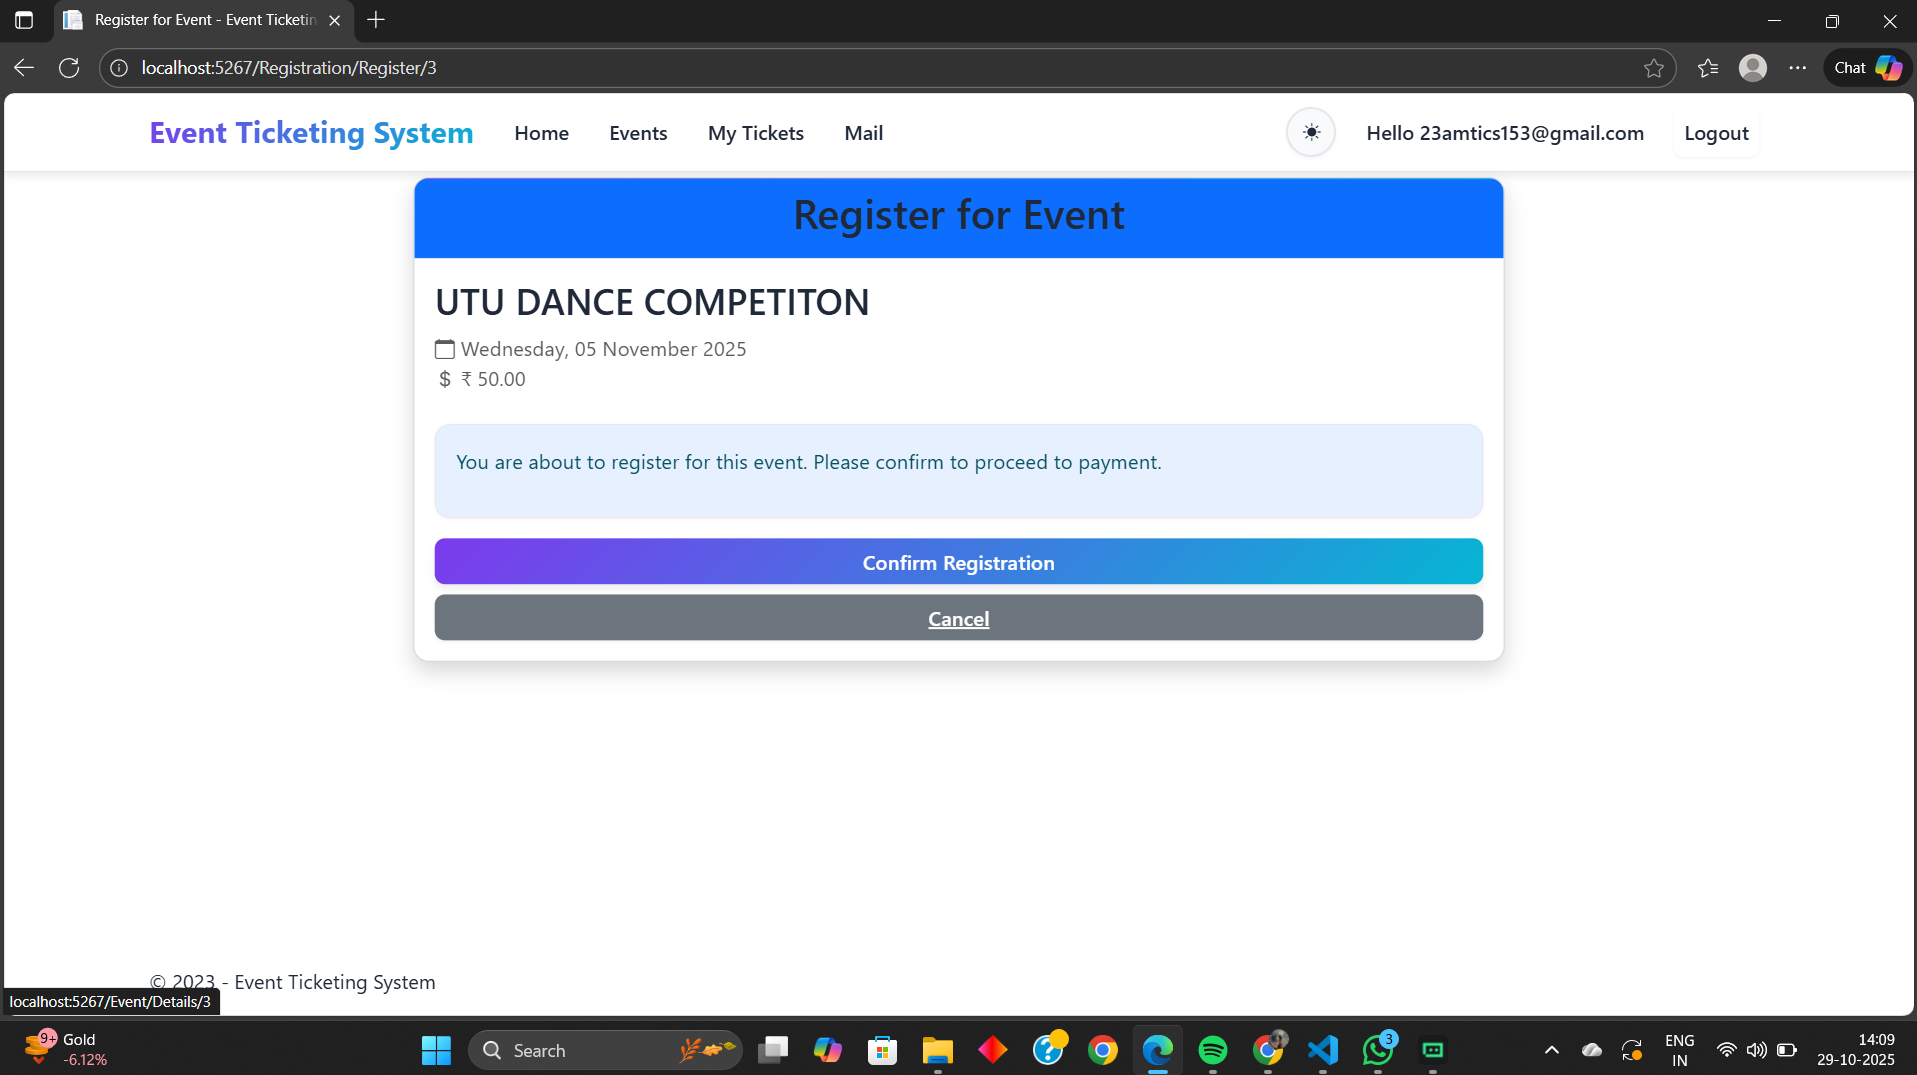 Register for Event - Event Ticketin
localhost:5267/Registration/Register/3
Chat
Event Ticketing System Home Events My Tickets Mail Hello 23amtics153@gmail.com Logout
Register for Event
UTU DANCE COMPETITON
Wednesday, 05 November 2025
$ ₹ 50.00
You are about to register for this event. Please confirm to proceed to payment.
Confirm Registration
Cancel
© 2023 - Event Ticketing System
localhost:5267/Event/Details/3
9+ Gold
-6.12%
Search
3
ENG
IN
14:09
29-10-2025